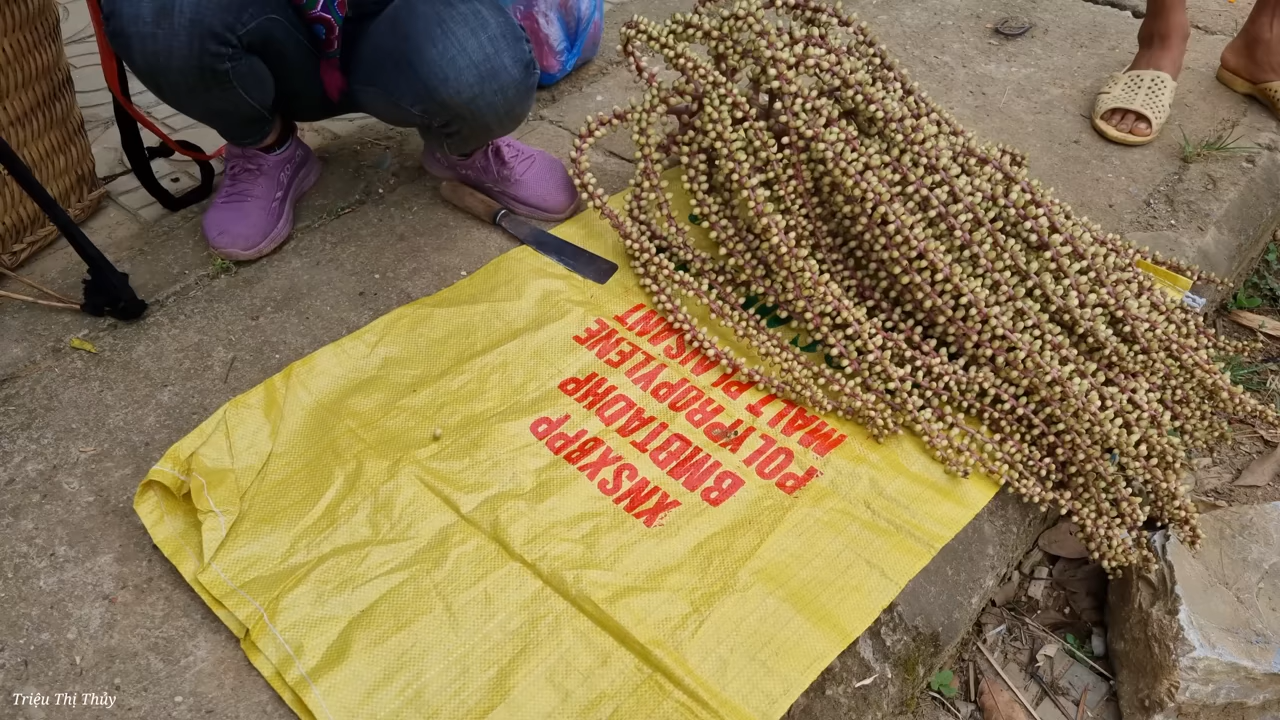 XNSXBPP
BMBTADHP
POLYPROPYLENE
MALT PLAISANT
Triệu Thị Thủy